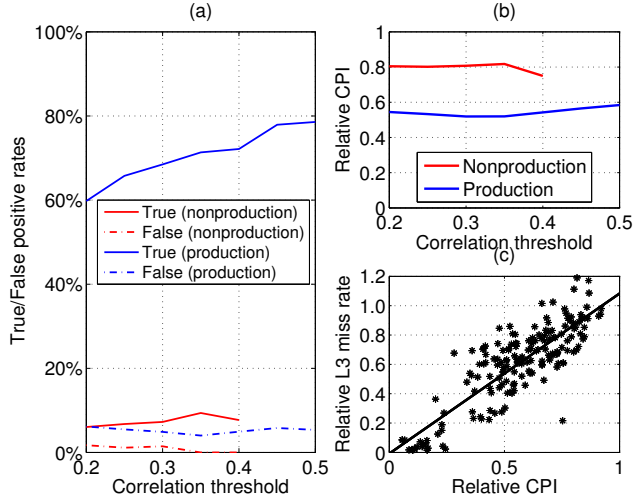 (a)
100%
80%
60%
40%
20%
0%
True/False positive rates
True (nonproduction)
False (nonproduction)
True (production)
False (production)
0.2 0.3 0.4 0.5
Correlation threshold
(b)
1
0.8
0.6
0.4
0.2
0
Relative CPI
Nonproduction
Production
0.2 0.3 0.4 0.5
Correlation threshold
(c)
1.2
1.0
0.8
0.6
0.4
0.2
0
Relative L3 miss rate
0 0.5 1
Relative CPI